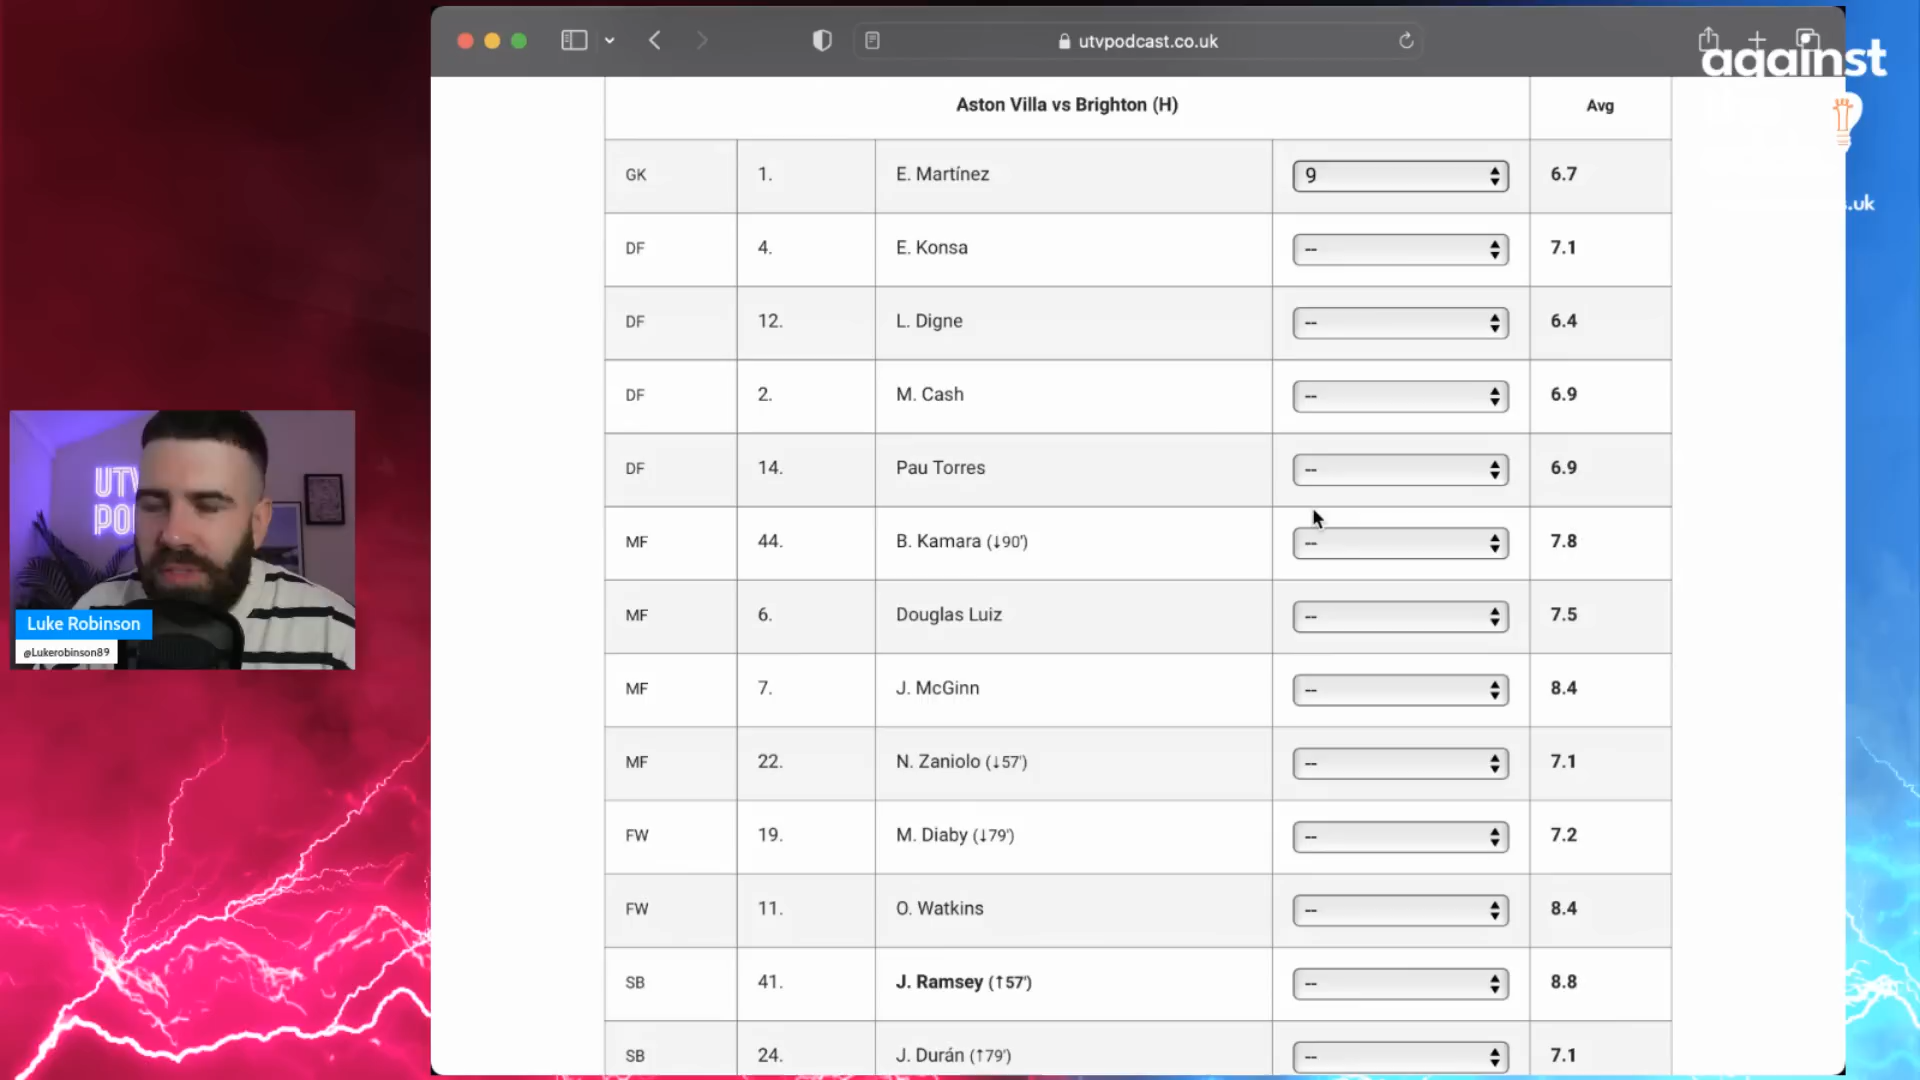 utvpodcast.co.uk
against
.uk
Aston Villa vs Brighton (H) Avg
GK 1. E. Martínez 9 6.7
DF 4. E. Konsa -- 7.1
DF 12. L. Digne -- 6.4
DF 2. M. Cash -- 6.9
DF 14. Pau Torres -- 6.9
MF 44. B. Kamara (↓90') -- 7.8
MF 6. Douglas Luiz -- 7.5
MF 7. J. McGinn -- 8.4
MF 22. N. Zaniolo (↓57') -- 7.1
FW 19. M. Diaby (↓79') -- 7.2
FW 11. O. Watkins -- 8.4
SB 41. J. Ramsey (↑57') -- 8.8
SB 24. J. Durán (↑79') -- 7.1
UTV
PO
Luke Robinson
@Lukerobinson89